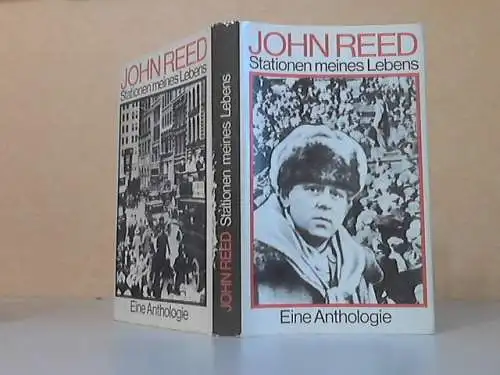 JOHN REED
Stationen meines Lebens
Eine Anthologie
JOHN REED Stationen meines Lebens
JOHN REED
Stationen meines Lebens
Eine Anthologie